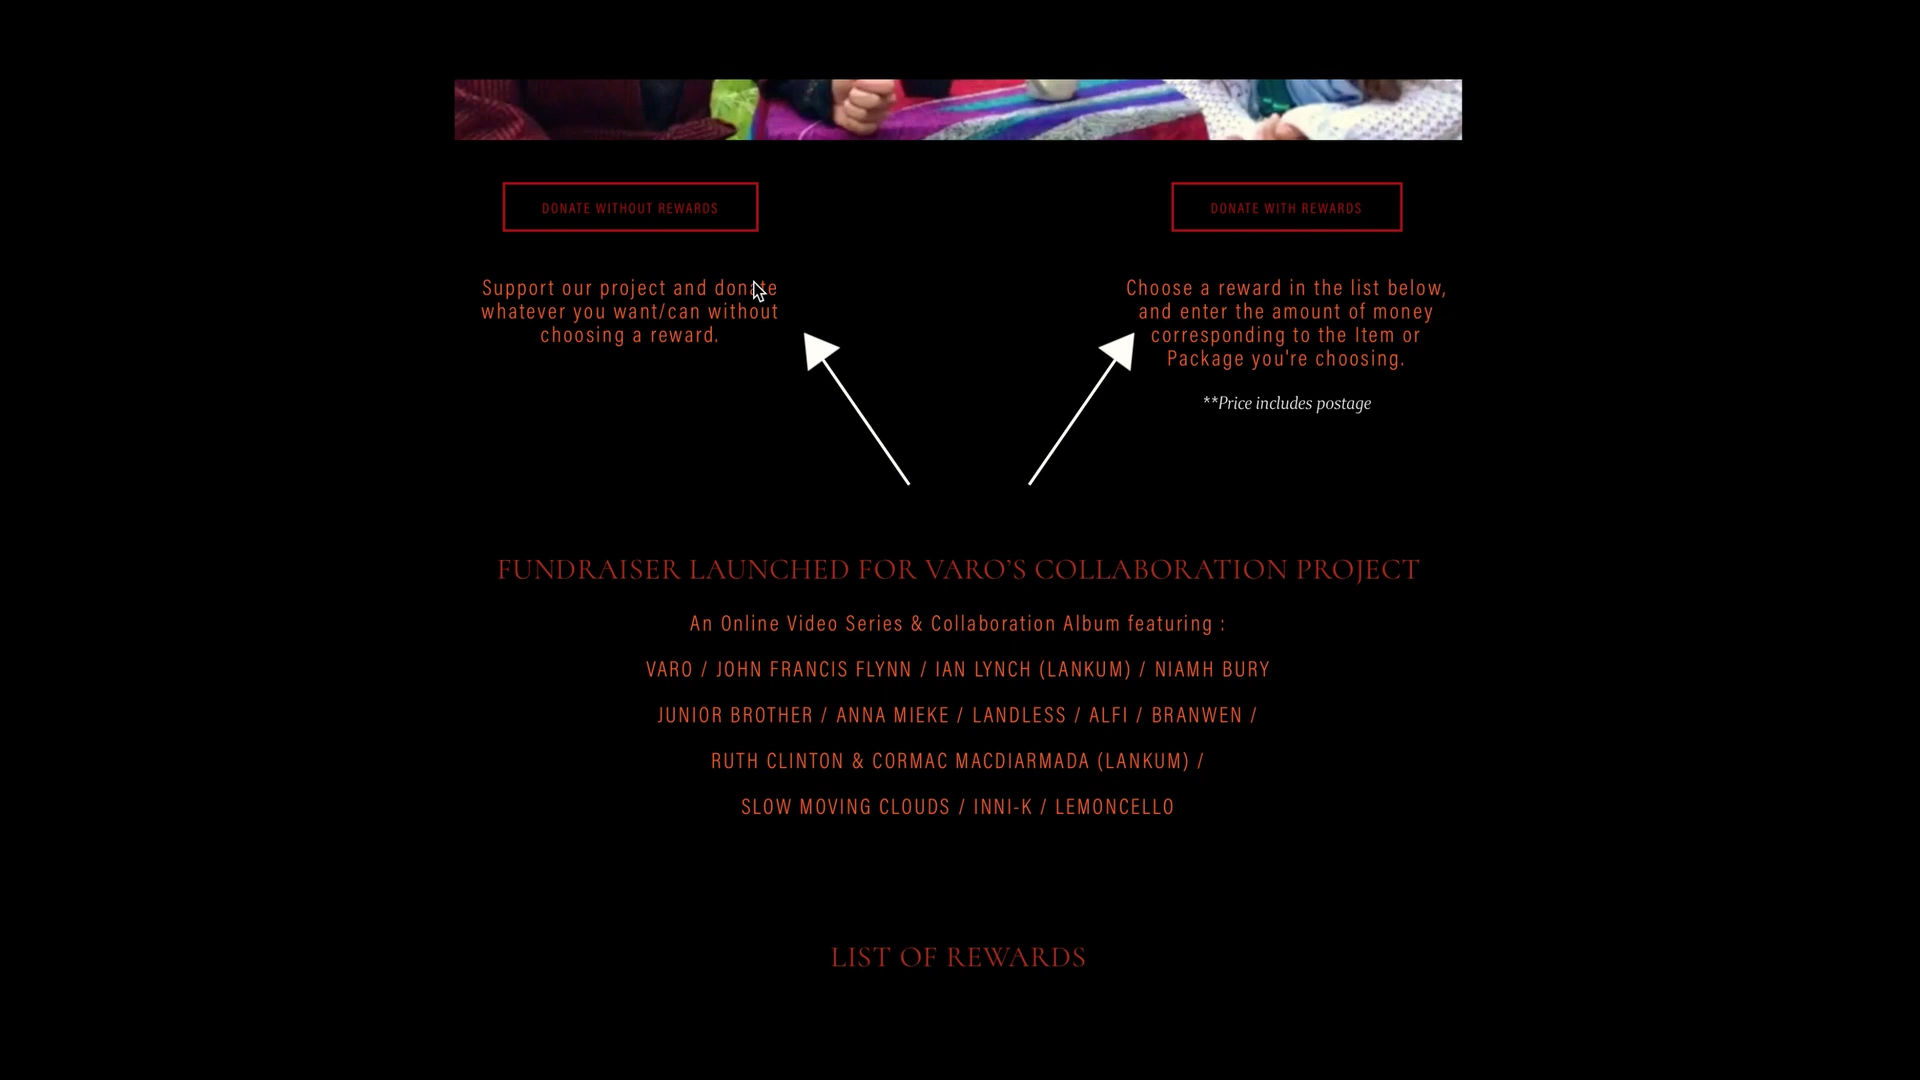 DONATE WITHOUT REWARDS
Support our project and donate
whatever you want/can without
choosing a reward.
DONATE WITH REWARDS
Choose a reward in the list below,
and enter the amount of money
corresponding to the Item or
Package you're choosing.
**Price includes postage
FUNDRAISER LAUNCHED FOR VARO’S COLLABORATION PROJECT
An Online Video Series & Collaboration Album featuring :
VARO / JOHN FRANCIS FLYNN / IAN LYNCH (LANKUM) / NIAMH BURY
JUNIOR BROTHER / ANNA MIEKE / LANDLESS / ALFI / BRANWEN /
RUTH CLINTON & CORMAC MACDIARMADA (LANKUM) /
SLOW MOVING CLOUDS / INNI-K / LEMONCELLO
LIST OF REWARDS